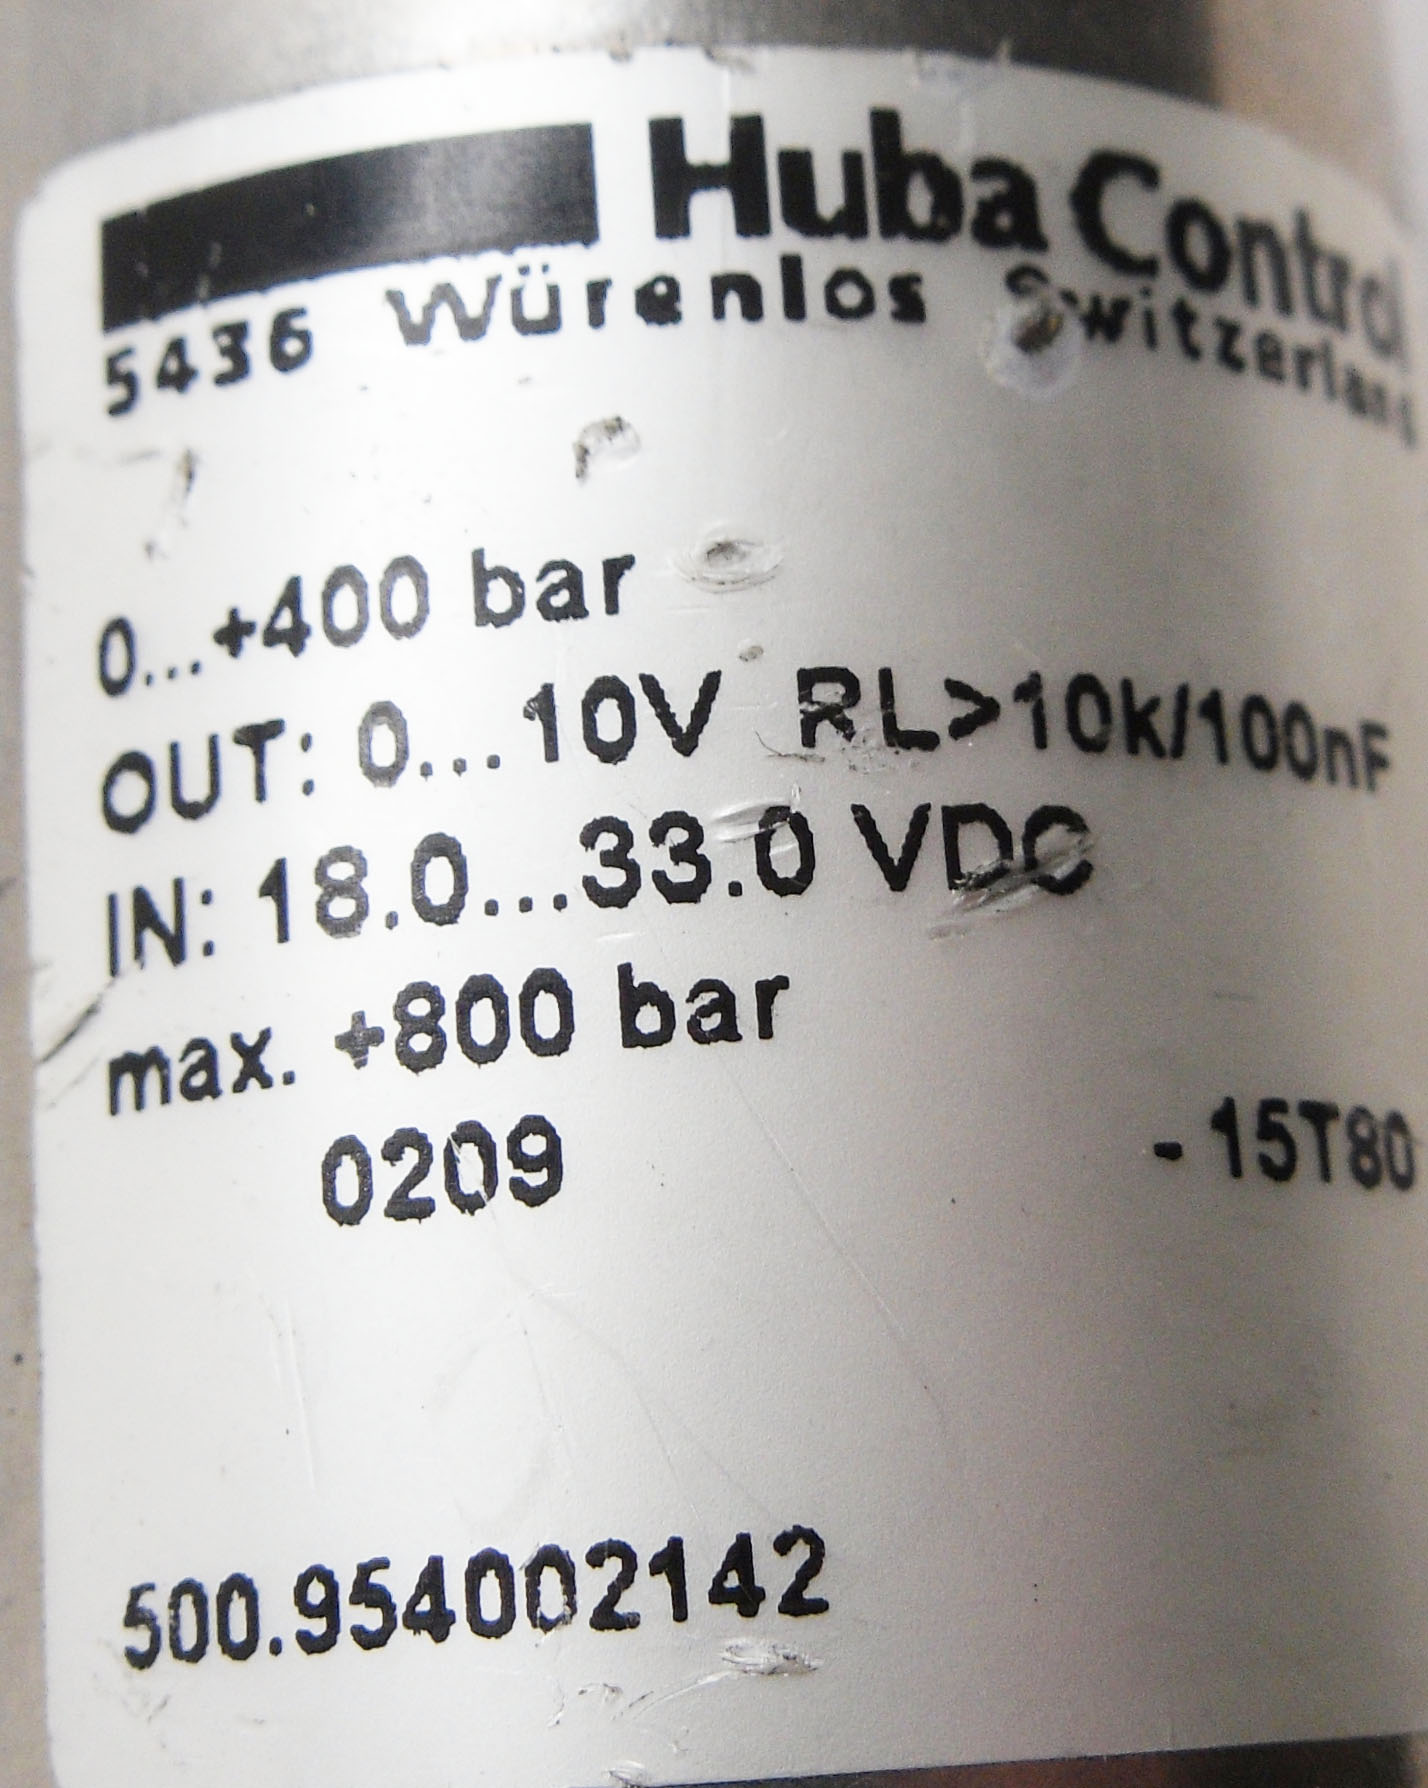 Huba Control
5436 Würenlos Switzerland
0...+400 bar
OUT: 0...10V RL>10k/100nF
IN: 18.0...33.0 VDC
max. +800 bar
0209 - 15T80
500.954002142